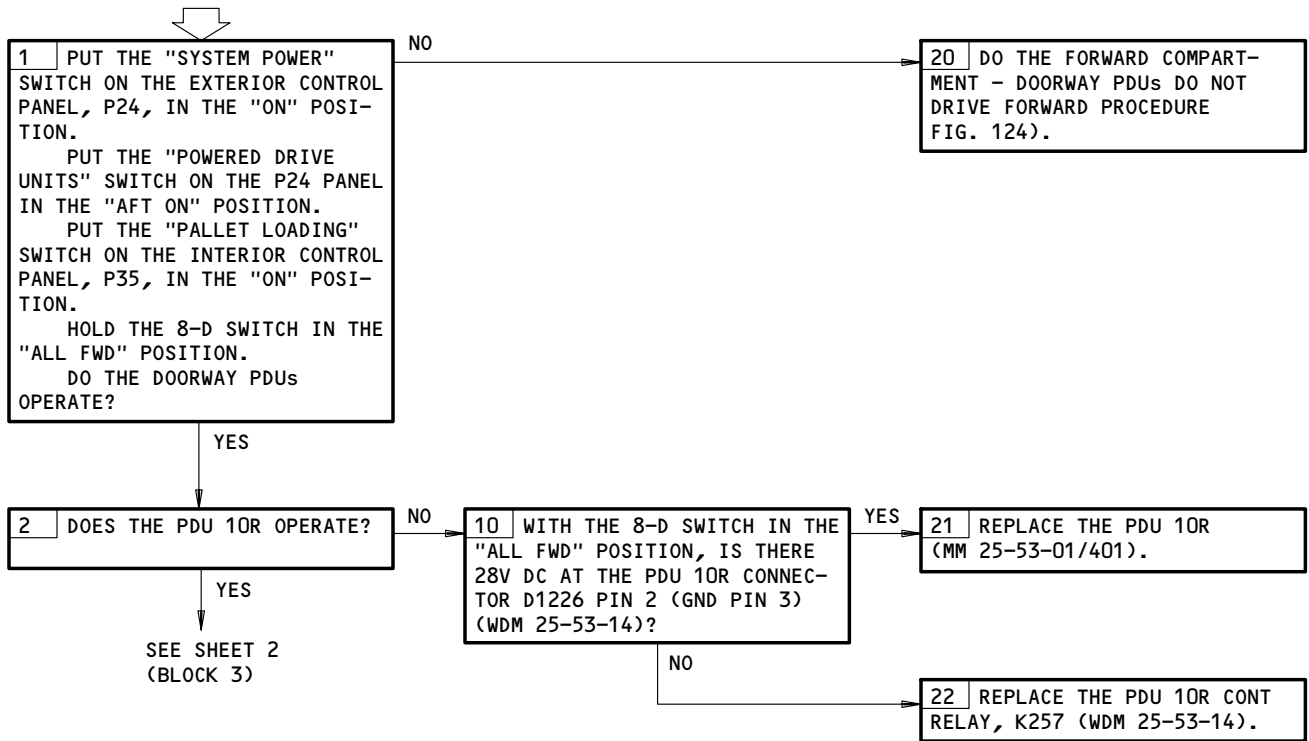 1 PUT THE "SYSTEM POWER"
SWITCH ON THE EXTERIOR CONTROL
PANEL, P24, IN THE "ON" POSI-
TION.
PUT THE "POWERED DRIVE
UNITS" SWITCH ON THE P24 PANEL
IN THE "AFT ON" POSITION.
PUT THE "PALLET LOADING"
SWITCH ON THE INTERIOR CONTROL
PANEL, P35, IN THE "ON" POSI-
TION.
HOLD THE 8-D SWITCH IN THE
"ALL FWD" POSITION.
DO THE DOORWAY PDUs
OPERATE?
NO
20 DO THE FORWARD COMPART-
MENT - DOORWAY PDUs DO NOT
DRIVE FORWARD PROCEDURE
FIG. 124).
YES
2 DOES THE PDU 10R OPERATE?
NO
10 WITH THE 8-D SWITCH IN THE
"ALL FWD" POSITION, IS THERE
28V DC AT THE PDU 10R CONNEC-
TOR D1226 PIN 2 (GND PIN 3)
(WDM 25-53-14)?
YES
21 REPLACE THE PDU 10R
(MM 25-53-01/401).
YES
SEE SHEET 2
(BLOCK 3)
NO
22 REPLACE THE PDU 10R CONT
RELAY, K257 (WDM 25-53-14).